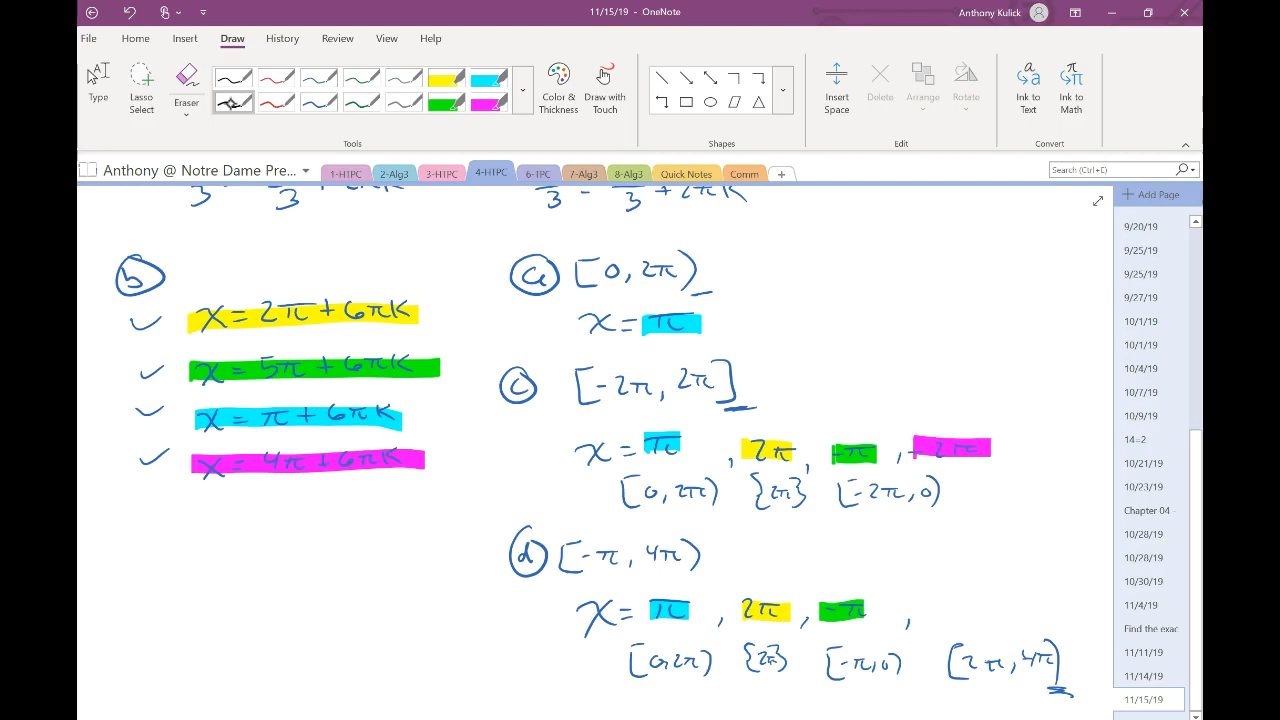 11/15/19 - OneNote
Anthony Kulick
File Home Insert Draw History Review View Help
Type
Lasso Select
Eraser
Color & Thickness
Draw with Touch
Insert Space
Delete
Arrange
Rotate
Ink to Text
Ink to Math
Tools
Shapes
Edit
Convert
Anthony @ Notre Dame Pre...
1-HTPC 2-Alg3 3-HTPC 4-HTPC 6-TPC 7-Alg3 8-Alg3 Quick Notes Comm +
Search (Ctrl+E)
3 = 3
3 = 3 + 2πK
b
x = 2π + 6πK
x = 5π + 6πK
x = π + 6πK
x = 4π + 6πK
a [0, 2π)
x = π
c [-2π, 2π]
x = π, 2π, -π, -2π
[0, 2π) {2π} [-2π, 0)
d [-π, 4π)
x = π, 2π, -π,
[0, 2π) {2π} [-π, 0) [2π, 4π)
Add Page
9/20/19
9/25/19
9/25/19
9/27/19
10/1/19
10/1/19
10/4/19
10/7/19
10/9/19
14=2
10/21/19
10/23/19
Chapter 04 -
10/28/19
10/28/19
10/30/19
11/4/19
Find the exac
11/11/19
11/14/19
11/15/19